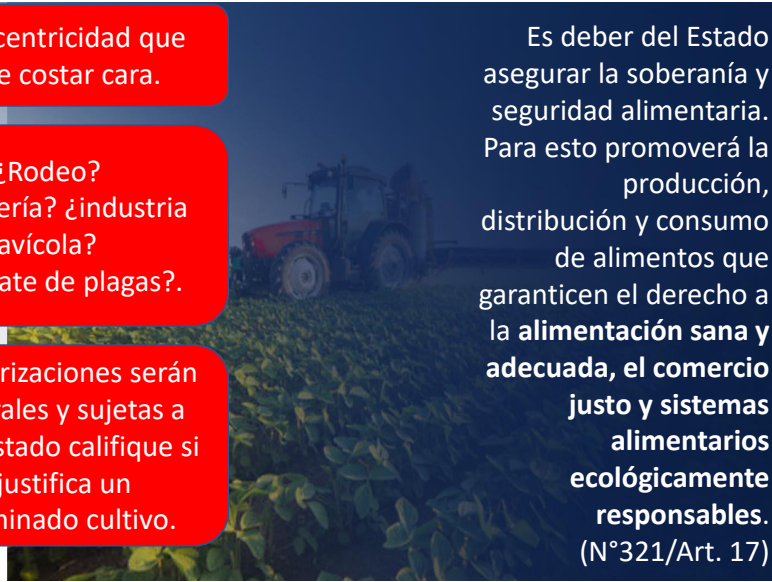 centricidad que
e costar cara.
¿Rodeo?
ería? ¿industria
avícola?
ate de plagas?.
rizaciones serán
rales y sujetas a
stado califique si
justifica un
minado cultivo.
Es deber del Estado
asegurar la soberanía y
seguridad alimentaria.
Para esto promoverá la
producción,
distribución y consumo
de alimentos que
garanticen el derecho a
la alimentación sana y
adecuada, el comercio
justo y sistemas
alimentarios
ecológicamente
responsables.
(N°321/Art. 17)